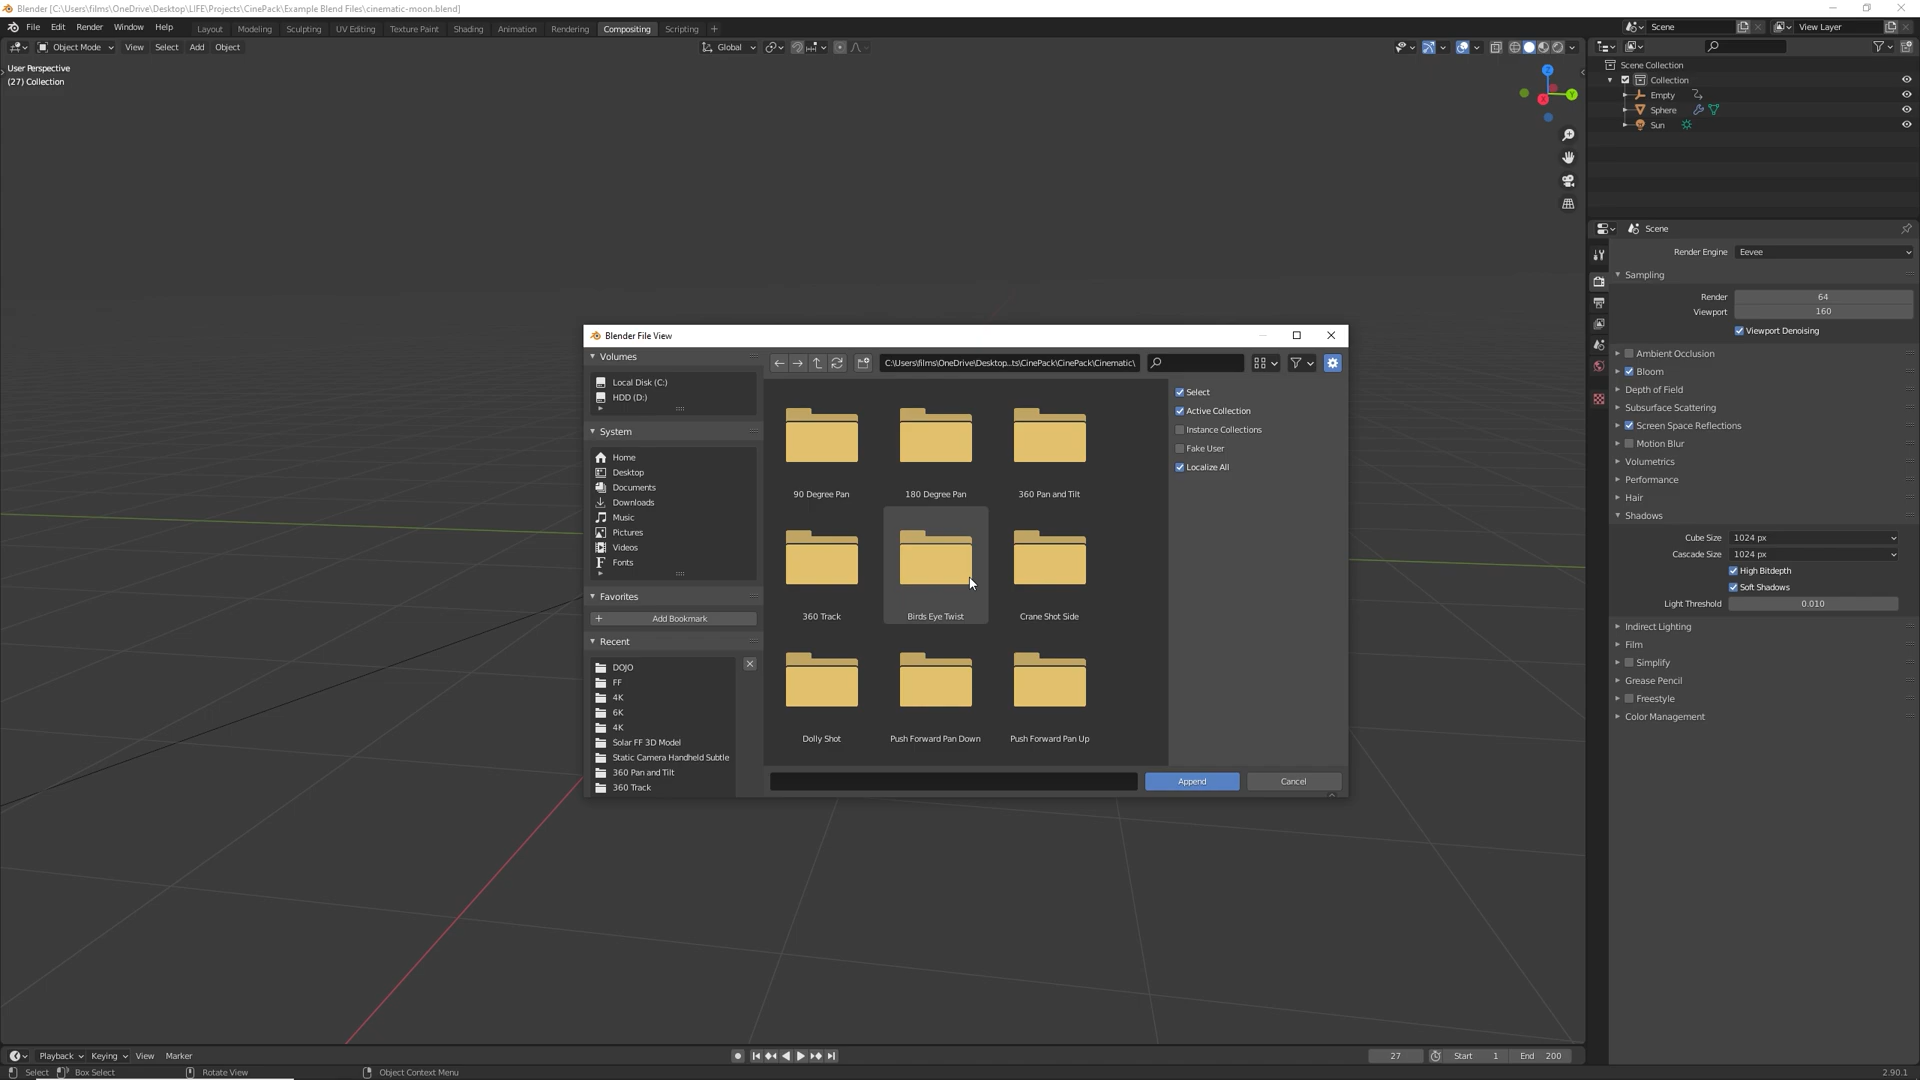 Blender [C:\Users\films\OneDrive\Desktop\LIFE\Projects\CinePack\Example Blend Files\cinematic-moon.blend]
File Edit Render Window Help
Layout Modeling Sculpting UV Editing Texture Paint Shading Animation Rendering Compositing Scripting +
Scene
View Layer
Object Mode View Select Add Object
Global
User Perspective
(27) Collection
Z
Y
X
Scene Collection
Collection
Empty
Sphere
Sun
Scene
Render Engine Eevee
Sampling
Render 64
Viewport 160
Viewport Denoising
Ambient Occlusion
Bloom
Depth of Field
Subsurface Scattering
Screen Space Reflections
Motion Blur
Volumetrics
Performance
Hair
Shadows
Cube Size 1024 px
Cascade Size 1024 px
High Bitdepth
Soft Shadows
Light Threshold 0.010
Indirect Lighting
Film
Simplify
Grease Pencil
Freestyle
Color Management
Blender File View
Volumes
Local Disk (C:)
HDD (D:)
System
Home
Desktop
Documents
Downloads
Music
Pictures
Videos
Fonts
Favorites
+ Add Bookmark
Recent
DOJO
FF
4K
6K
4K
Solar FF 3D Model
Static Camera Handheld Subtle
360 Pan and Tilt
360 Track
C:\Users\films\OneDrive\Desktop...ts\CinePack\CinePack\Cinematic\
90 Degree Pan
180 Degree Pan
360 Pan and Tilt
360 Track
Birds Eye Twist
Crane Shot Side
Dolly Shot
Push Forward Pan Down
Push Forward Pan Up
Select
Active Collection
Instance Collections
Fake User
Localize All
Append
Cancel
Playback Keying View Marker
27
Start 1
End 200
Select Box Select Rotate View Object Context Menu
2.90.1